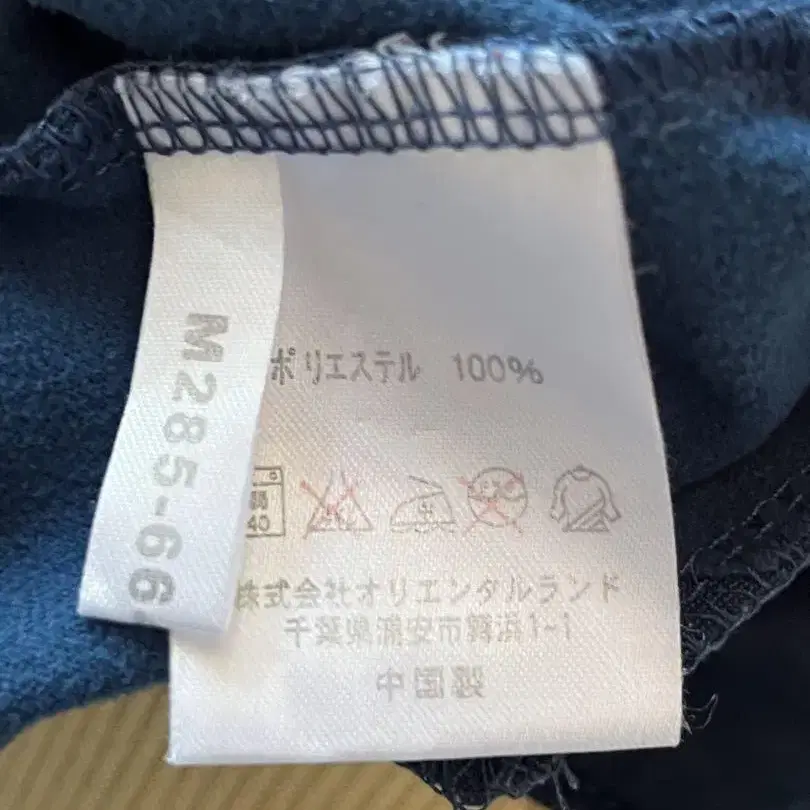 M285-66
ポリエステル 100%
40
株式会社オリエンタルランド
千葉県浦安市舞浜1-1
中国製